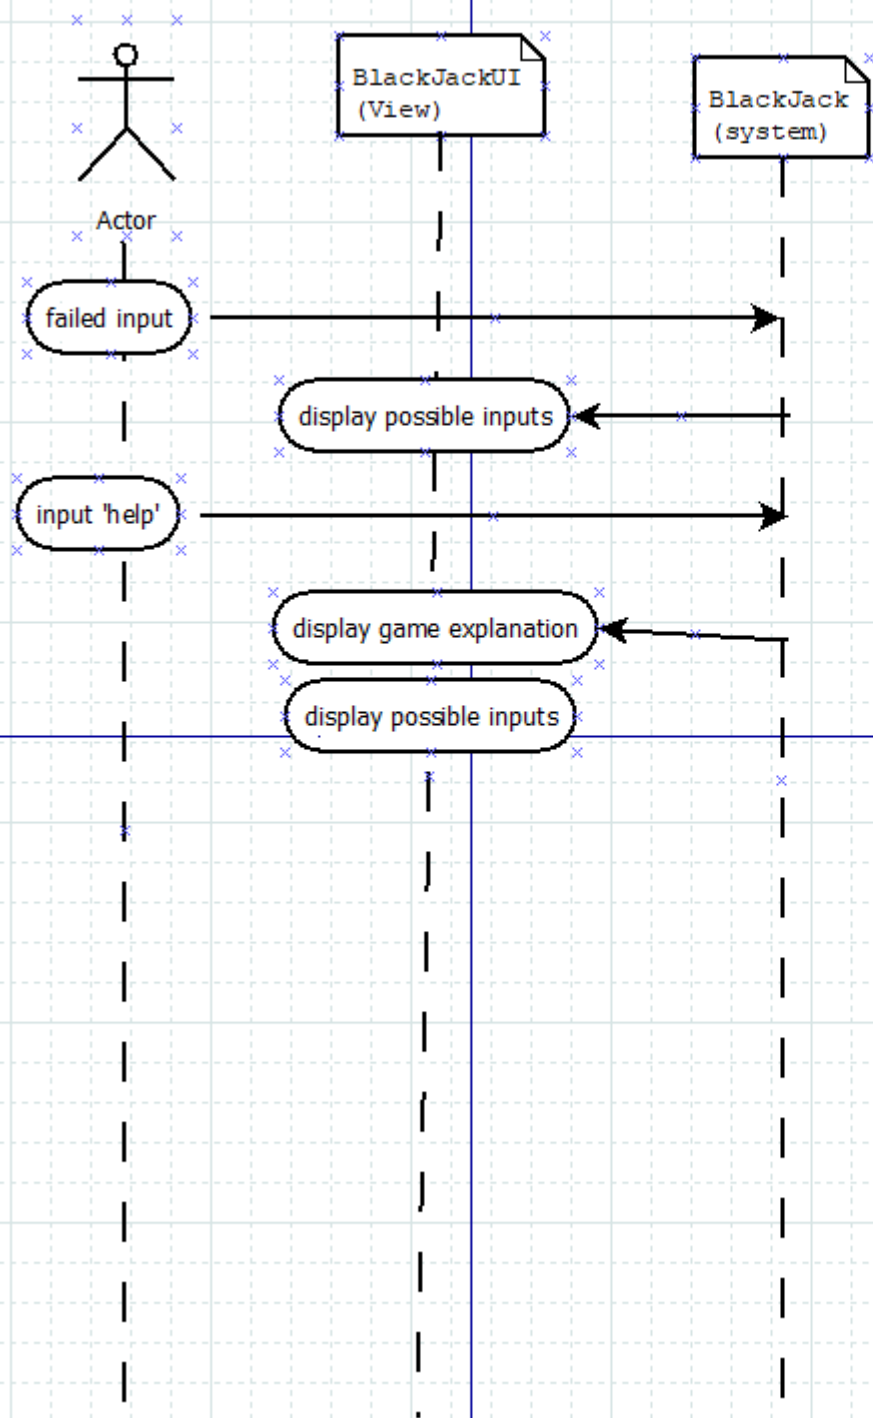 BlackJackUI
(View)
BlackJack
(system)
Actor
failed input
display possible inputs
input 'help'
display game explanation
display possible inputs